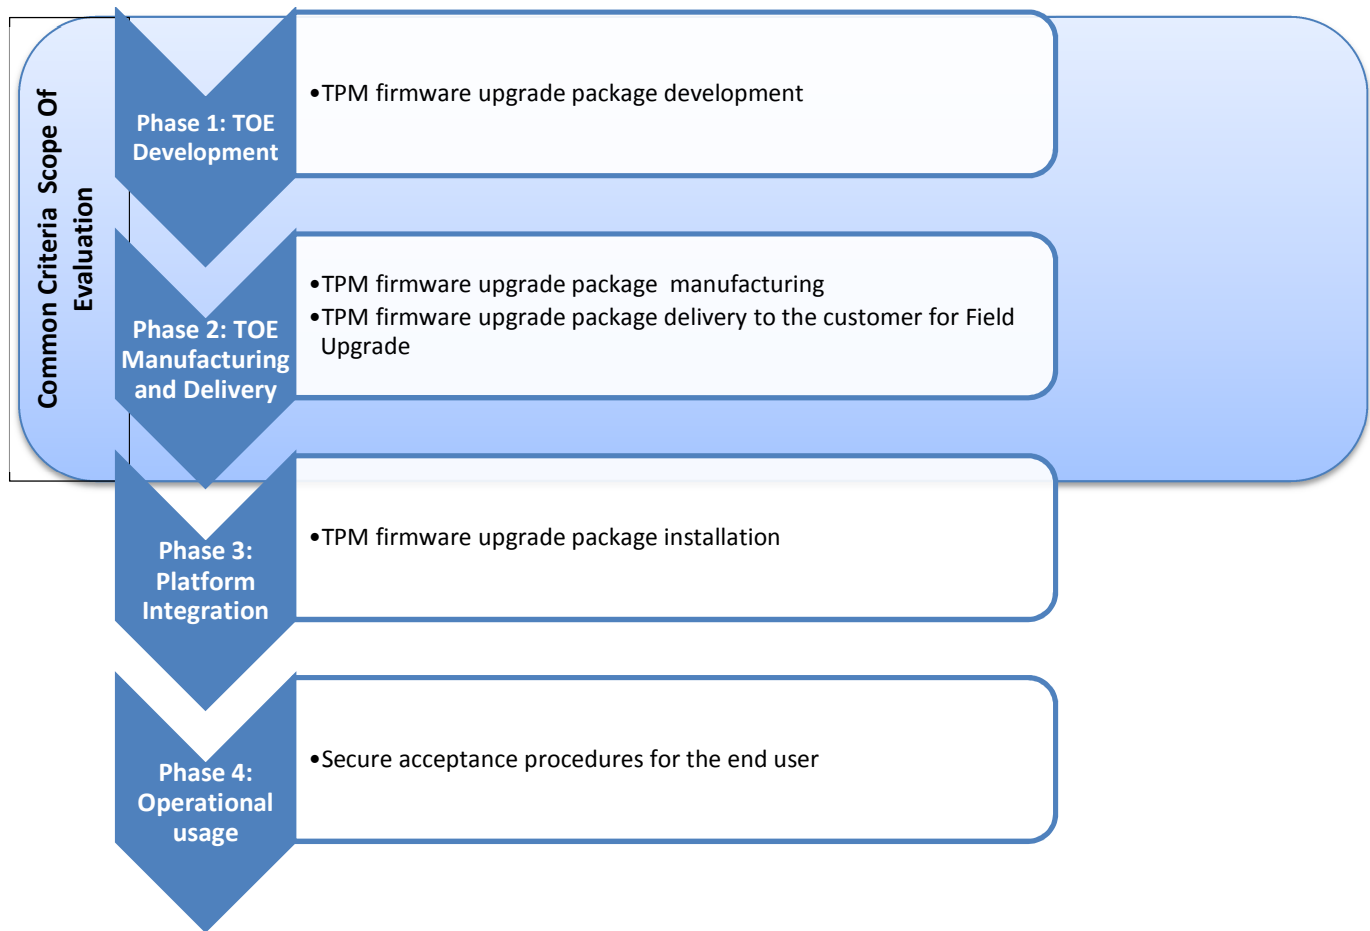 Common Criteria  Scope Of
Evaluation
Phase 1: TOE
Development
•TPM firmware upgrade package development
Phase 2: TOE
Manufacturing
and Delivery
•TPM firmware upgrade package  manufacturing
•TPM firmware upgrade package delivery to the customer for Field
Upgrade
Phase 3:
Platform
Integration
•TPM firmware upgrade package installation
Phase 4:
Operational
usage
•Secure acceptance procedures for the end user